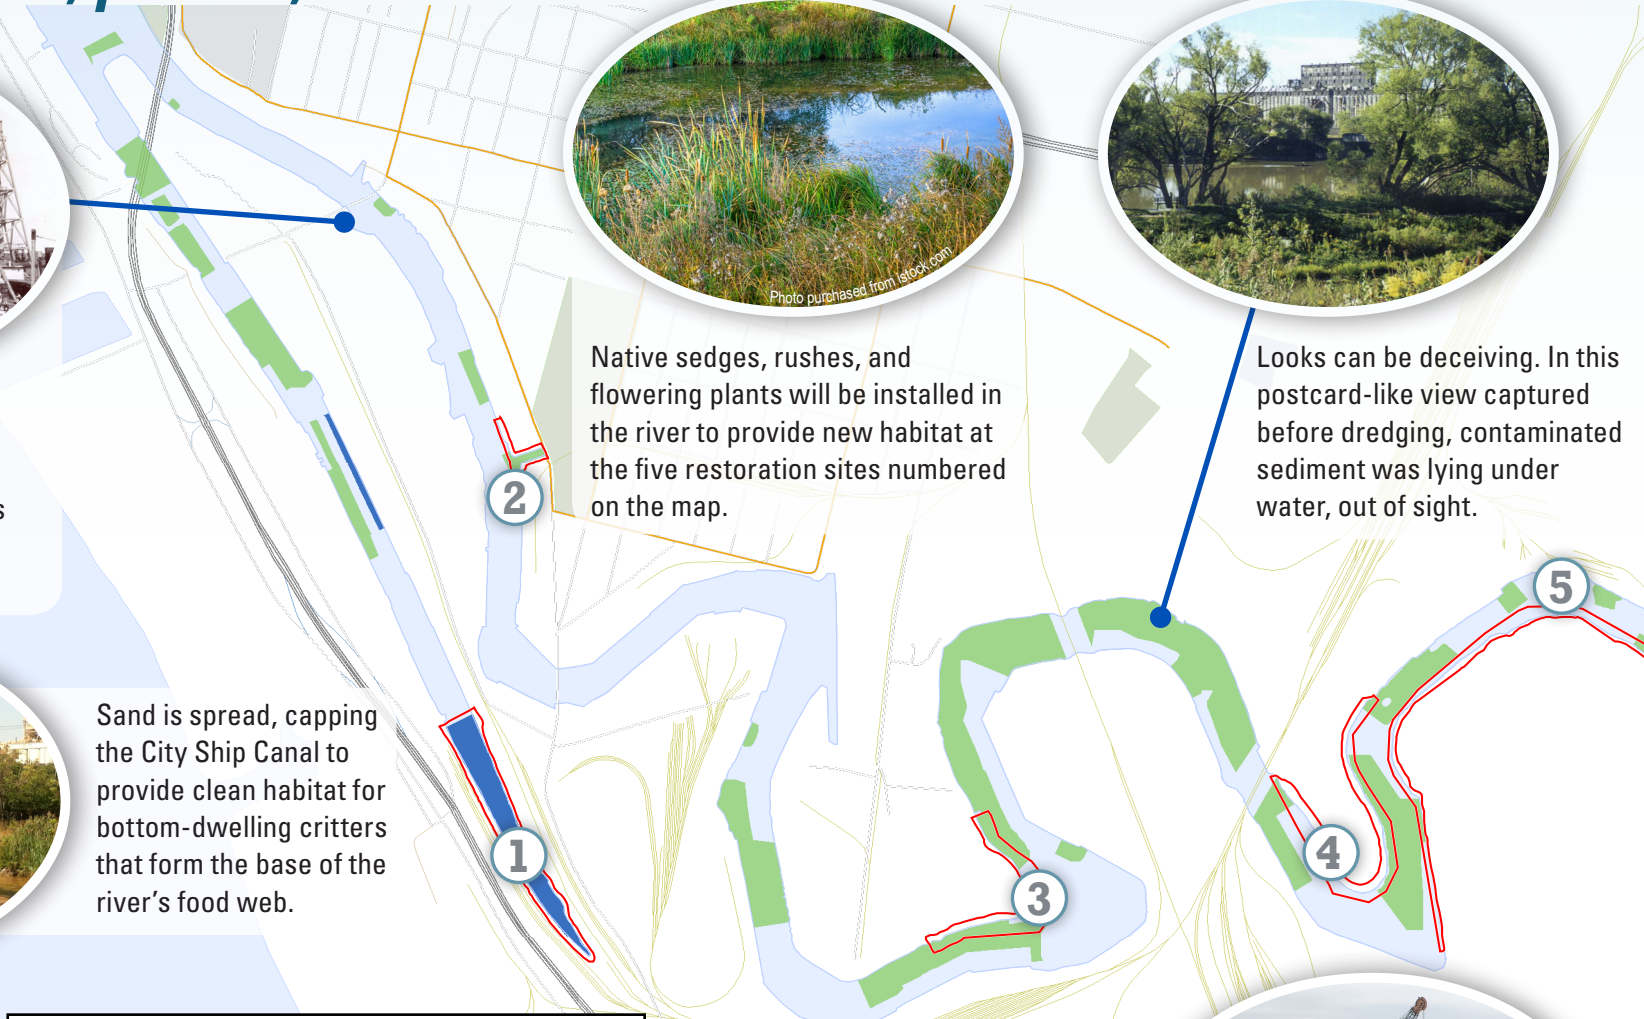 Photo purchased from istock.com
Native sedges, rushes, and
flowering plants will be installed in
the river to provide new habitat at
the five restoration sites numbered
on the map.
Looks can be deceiving. In this
postcard-like view captured
before dredging, contaminated
sediment was lying under
water, out of sight.
s
Sand is spread, capping
the City Ship Canal to
provide clean habitat for
bottom-dwelling critters
that form the base of the
river's food web.
1
2
3
4
5